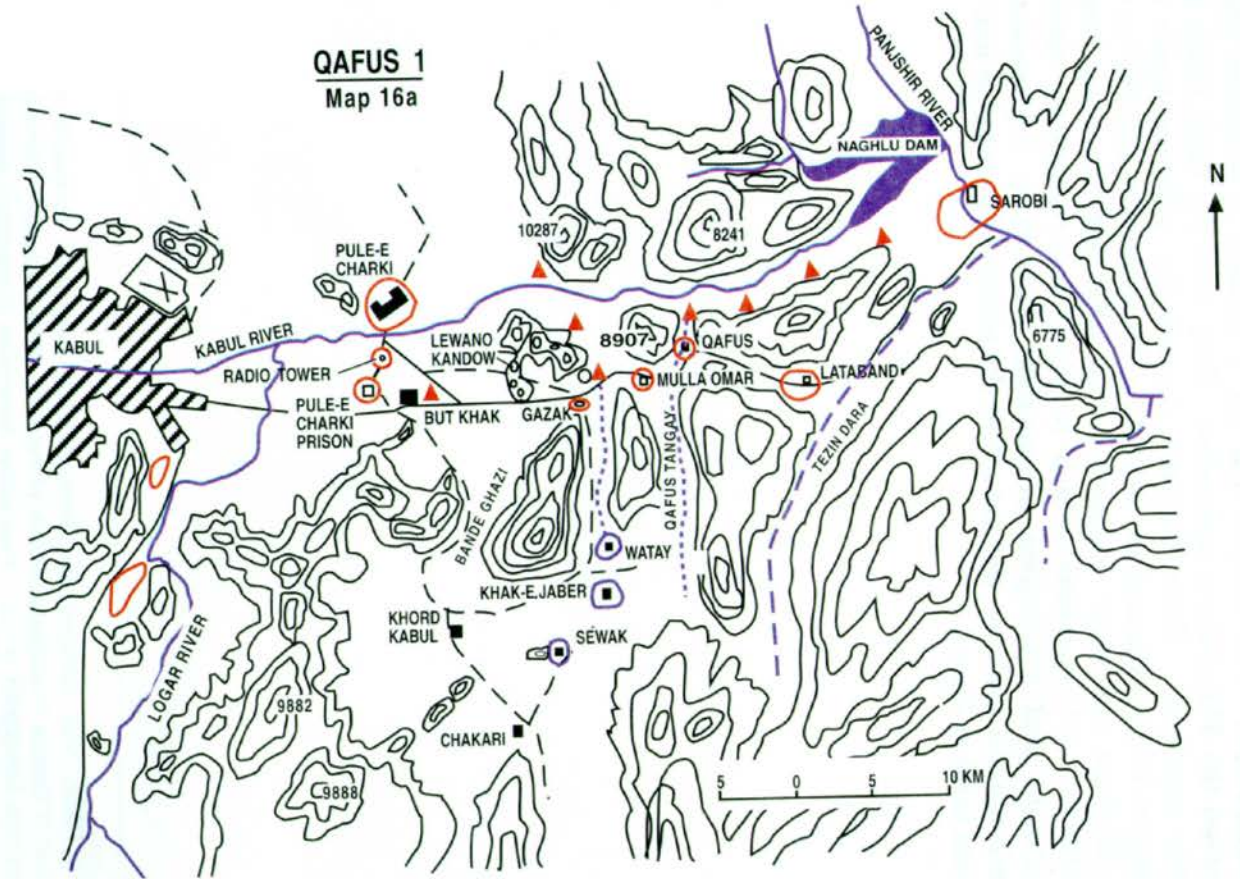 QAFUS 1
Map 16a
PANJSHIR RIVER
NAGHLU DAM
N
SAROBI
10287
8241
PULE-E
CHARKI
KABUL RIVER
LEWANO
KANDOW
8907
QAFUS
6775
KABUL
RADIO TOWER
MULLA OMAR
LATABAND
PULE-E
CHARKI
PRISON
BUT KHAK
GAZAK
TEZIN DARA
QAFUS TANGAY
BANDE GHAZI
WATAY
KHAK-E JABER
KHORD
KABUL
SEWAK
LOGAR RIVER
9882
CHAKARI
9888
5 0 5 10 KM